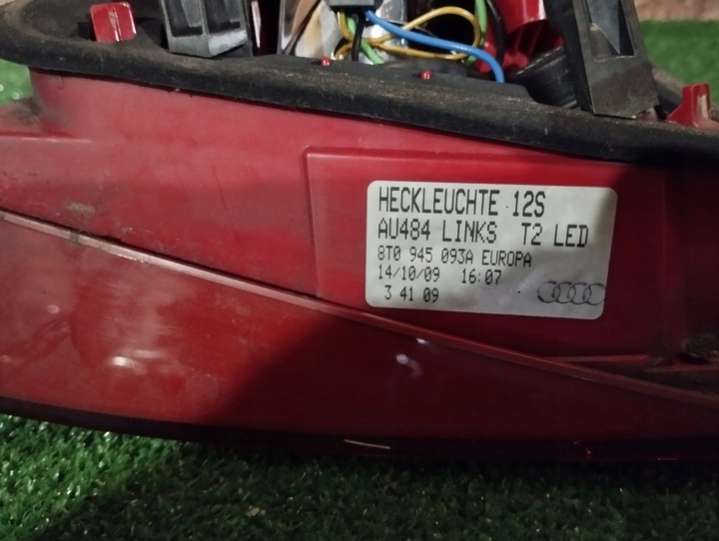 HECKLEUCHTE 12S
AU484 LINKS T2 LED
8T0 945 093A EUROPA
14/10/09 16:07
3 41 09